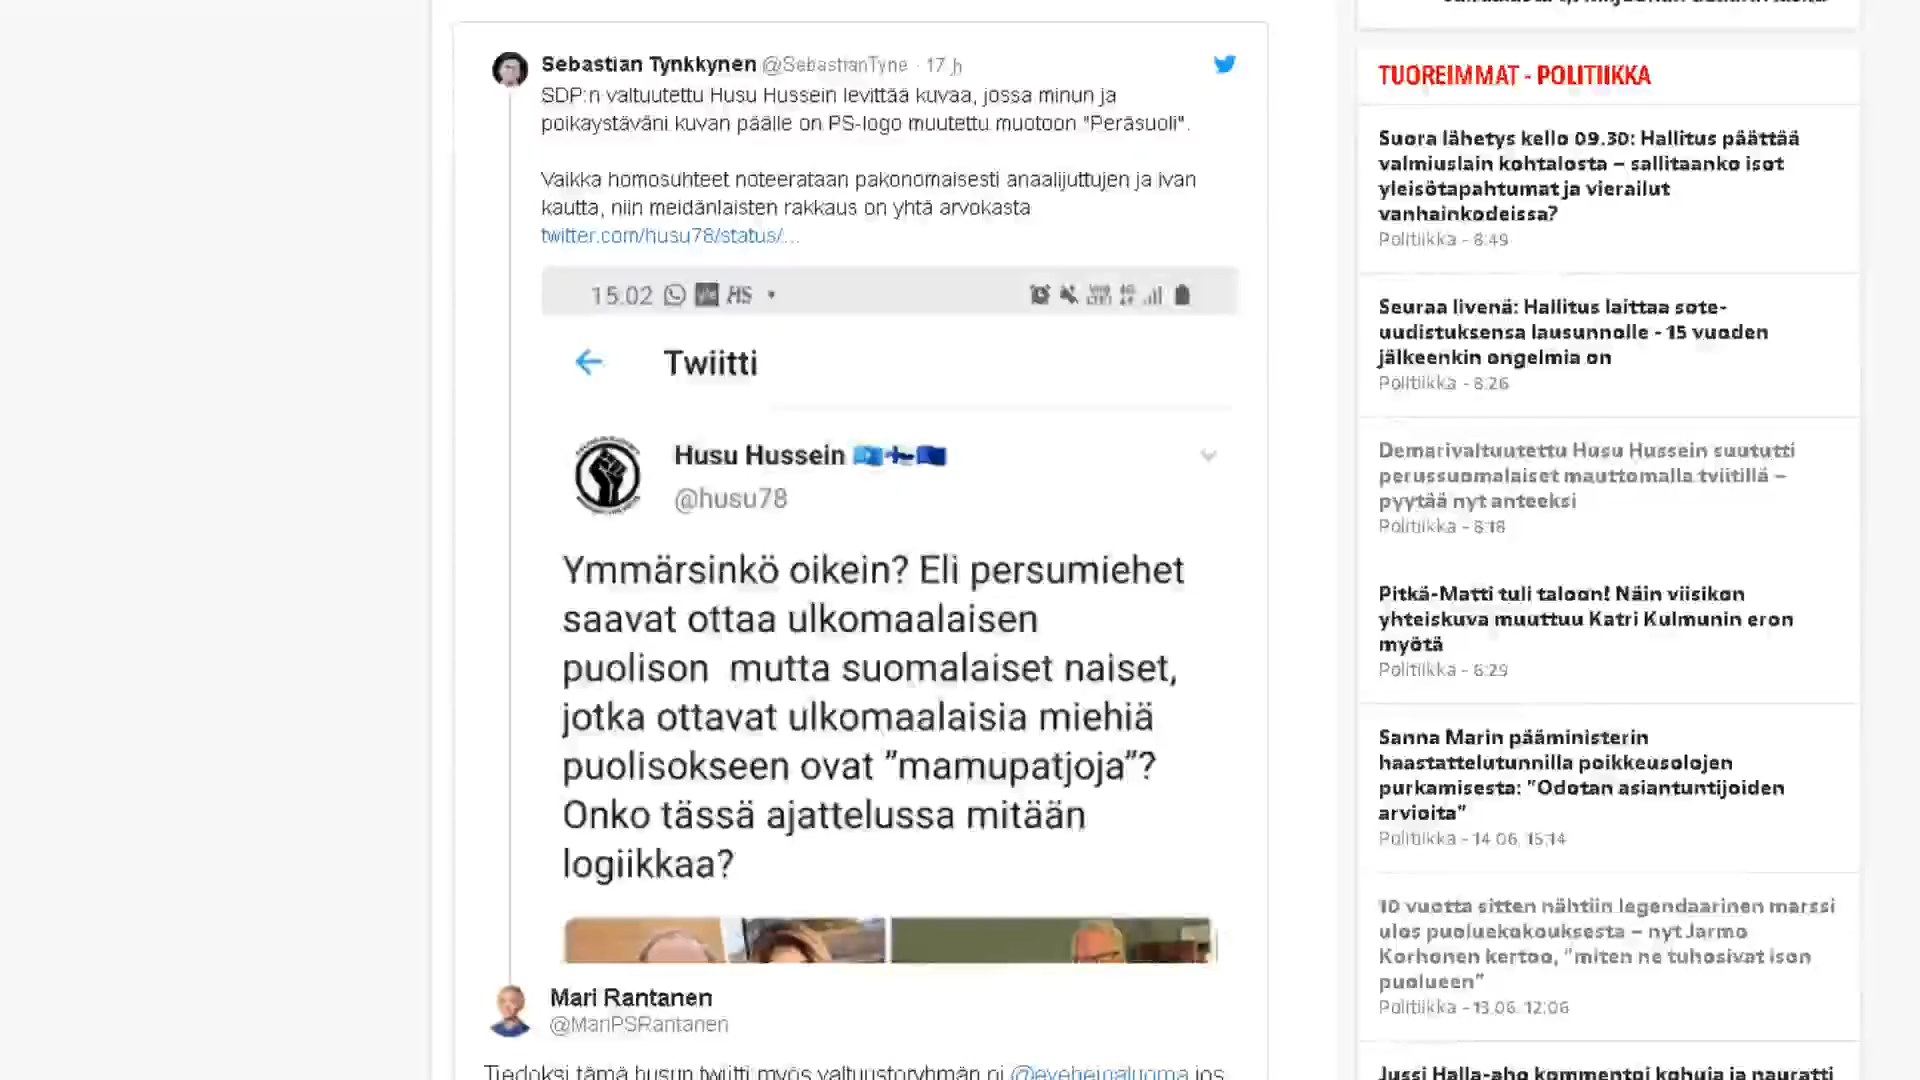 Sebastian Tynkkynen @SebastianTyne · 17 h
SDP:n valtuutettu Husu Hussein levittää kuvaa, jossa minun ja
poikaystäväni kuvan päälle on PS-logo muutettu muotoon "Peräsuoli".
Vaikka homosuhteet noteerataan pakonomaisesti anaalijuttujen ja ivan
kautta, niin meidänlaisten rakkaus on yhtä arvokasta
twitter.com/husu78/status/...
15.02 yle HS •
Twiitti
Husu Hussein
@husu78
Ymmärsinkö oikein? Eli persumiehet
saavat ottaa ulkomaalaisen
puolison mutta suomalaiset naiset,
jotka ottavat ulkomaalaisia miehiä
puolisokseen ovat ”mamupatjoja”?
Onko tässä ajattelussa mitään
logiikkaa?
Mari Rantanen
@MariPSRantanen
Tiedoksi tämä husun twiitti myös valtuustoryhmän pj @eveheinaluoma jos
TUOREIMMAT - POLITIIKKA
Suora lähetys kello 09.30: Hallitus päättää
valmiuslain kohtalosta – sallitaanko isot
yleisötapahtumat ja vierailut
vanhainkodeissa?
Politiikka - 8:49
Seuraa livenä: Hallitus laittaa sote-
uudistuksensa lausunnolle - 15 vuoden
jälkeenkin ongelmia on
Politiikka - 8:26
Demarivaltuutettu Husu Hussein suututti
perussuomalaiset mauttomalla tviitillä –
pyytää nyt anteeksi
Politiikka - 8:18
Pitkä-Matti tuli taloon! Näin viisikon
yhteiskuva muuttuu Katri Kulmunin eron
myötä
Politiikka - 6:29
Sanna Marin pääministerin
haastattelutunnilla poikkeusolojen
purkamisesta: ”Odotan asiantuntijoiden
arvioita”
Politiikka - 14.06. 15:14
10 vuotta sitten nähtiin legendaarinen marssi
ulos puoluekokouksesta – nyt Jarmo
Korhonen kertoo, ”miten ne tuhosivat ison
puolueen”
Politiikka - 13.06. 12:06
Jussi Halla-aho kommentoi kohuja ja nauratti